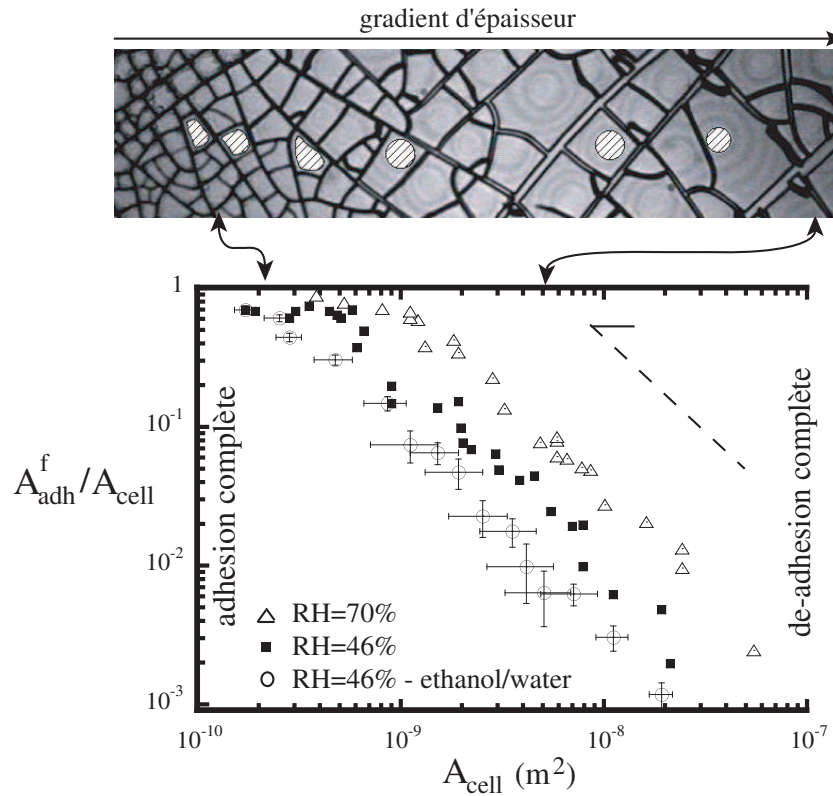 gradient d'épaisseur
1
10⁻¹
10⁻²
10⁻³
A^f_adh/A_cell
adhesion complète
de-adhesion complète
RH=70%
RH=46%
RH=46% - ethanol/water
10⁻¹⁰ 10⁻⁹ 10⁻⁸ 10⁻⁷
A_cell (m²)